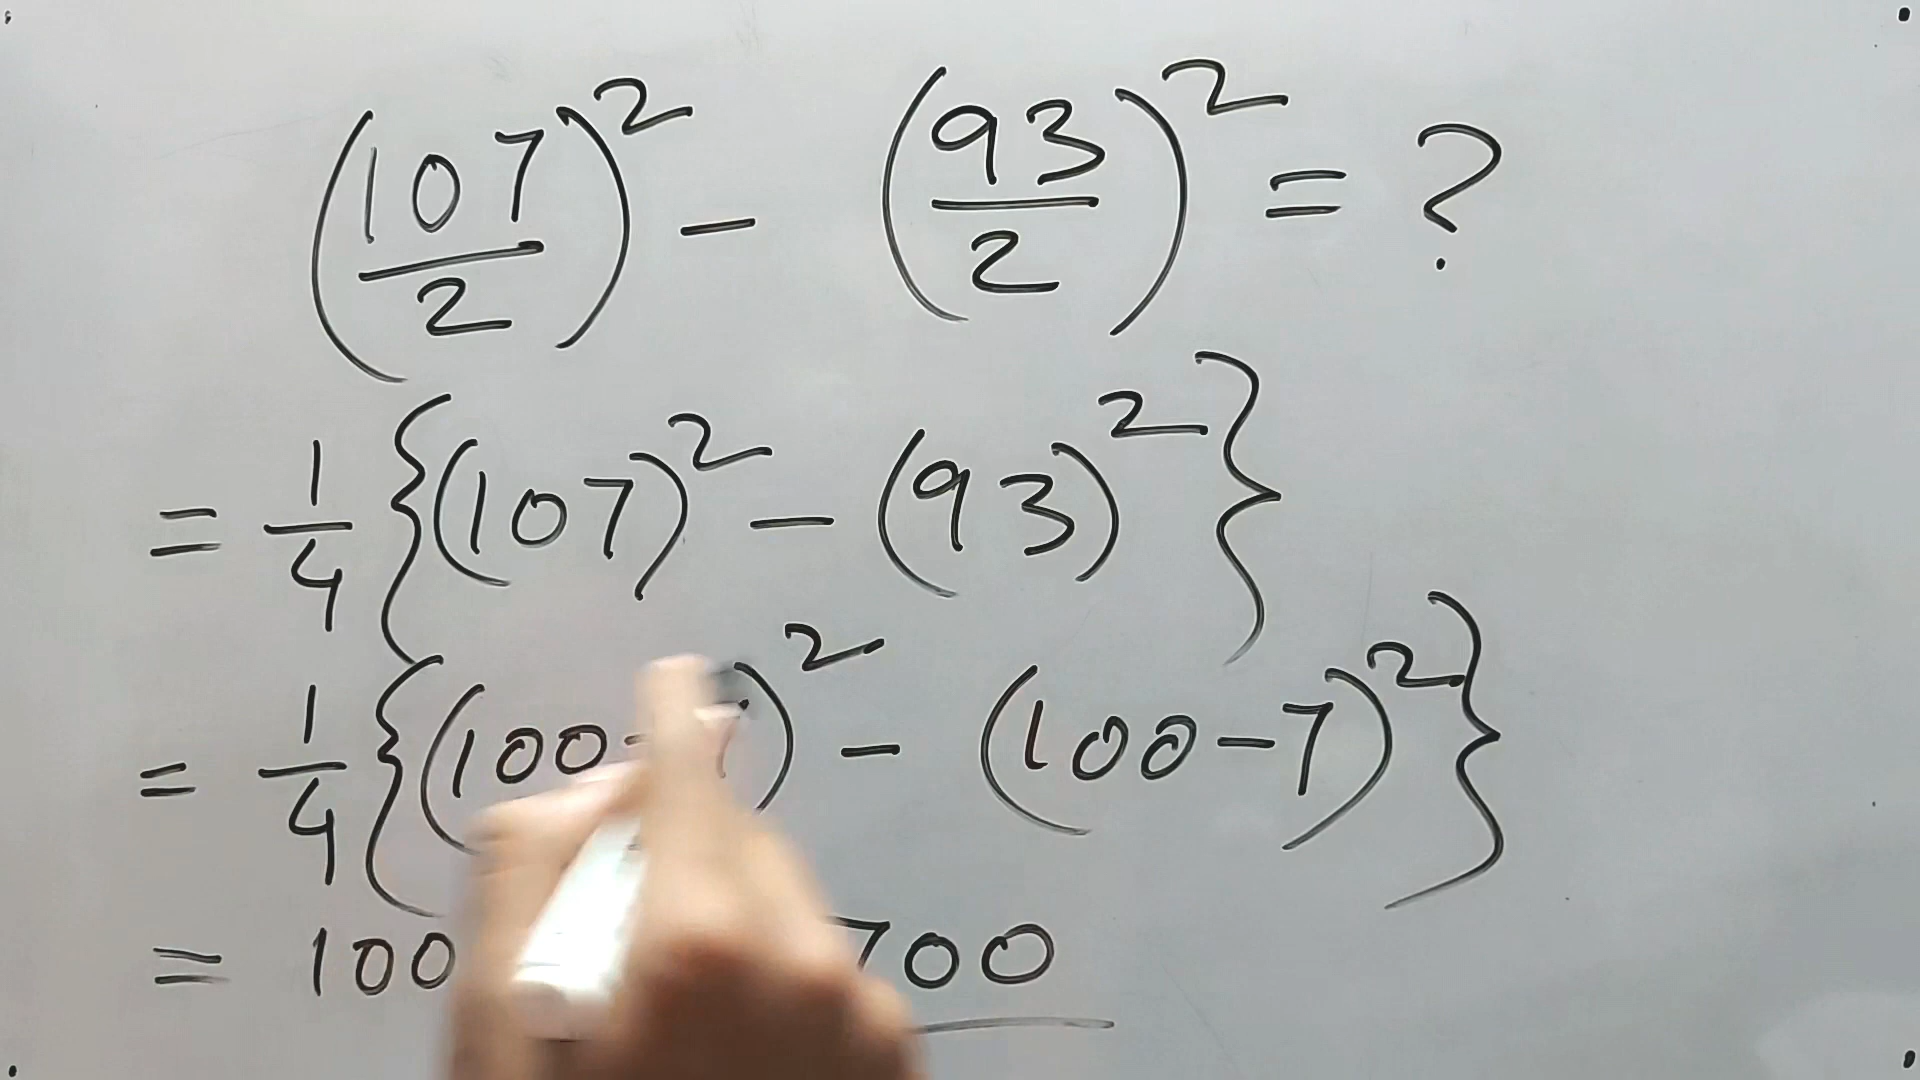 (107/2)² - (93/2)² = ?
= 1/4 {(107)² - (93)²}
= 1/4 {(100- )² - (100-7)²}
= 100 700